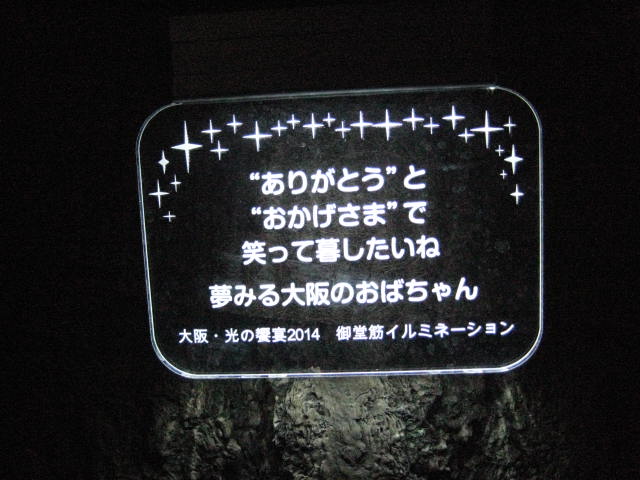 “ありがとう”と
“おかげさま”で
笑って暮したいね
夢みる大阪のおばちゃん
大阪・光の饗宴2014　御堂筋イルミネーション